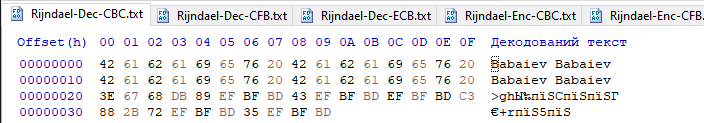 Rijndael-Dec-CBC.txt Rijndael-Dec-CFB.txt Rijndael-Dec-ECB.txt Rijndael-Enc-CBC.txt Rijndael-Enc-CFB.
Offset(h) 00 01 02 03 04 05 06 07 08 09 0A 0B 0C 0D 0E 0F Декодований текст
00000000 42 61 62 61 69 65 76 20 42 61 62 61 69 65 76 20 Babaiev Babaiev
00000010 42 61 62 61 69 65 76 20 42 61 62 61 69 65 76 20 Babaiev Babaiev
00000020 3E 67 68 DB 89 EF BF BD 43 EF BF BD EF BF BD C3 >ghЫ‰пїЅCпїЅпїЅГ
00000030 88 2B 72 EF BF BD 35 EF BF BD €+rпїЅ5пїЅ